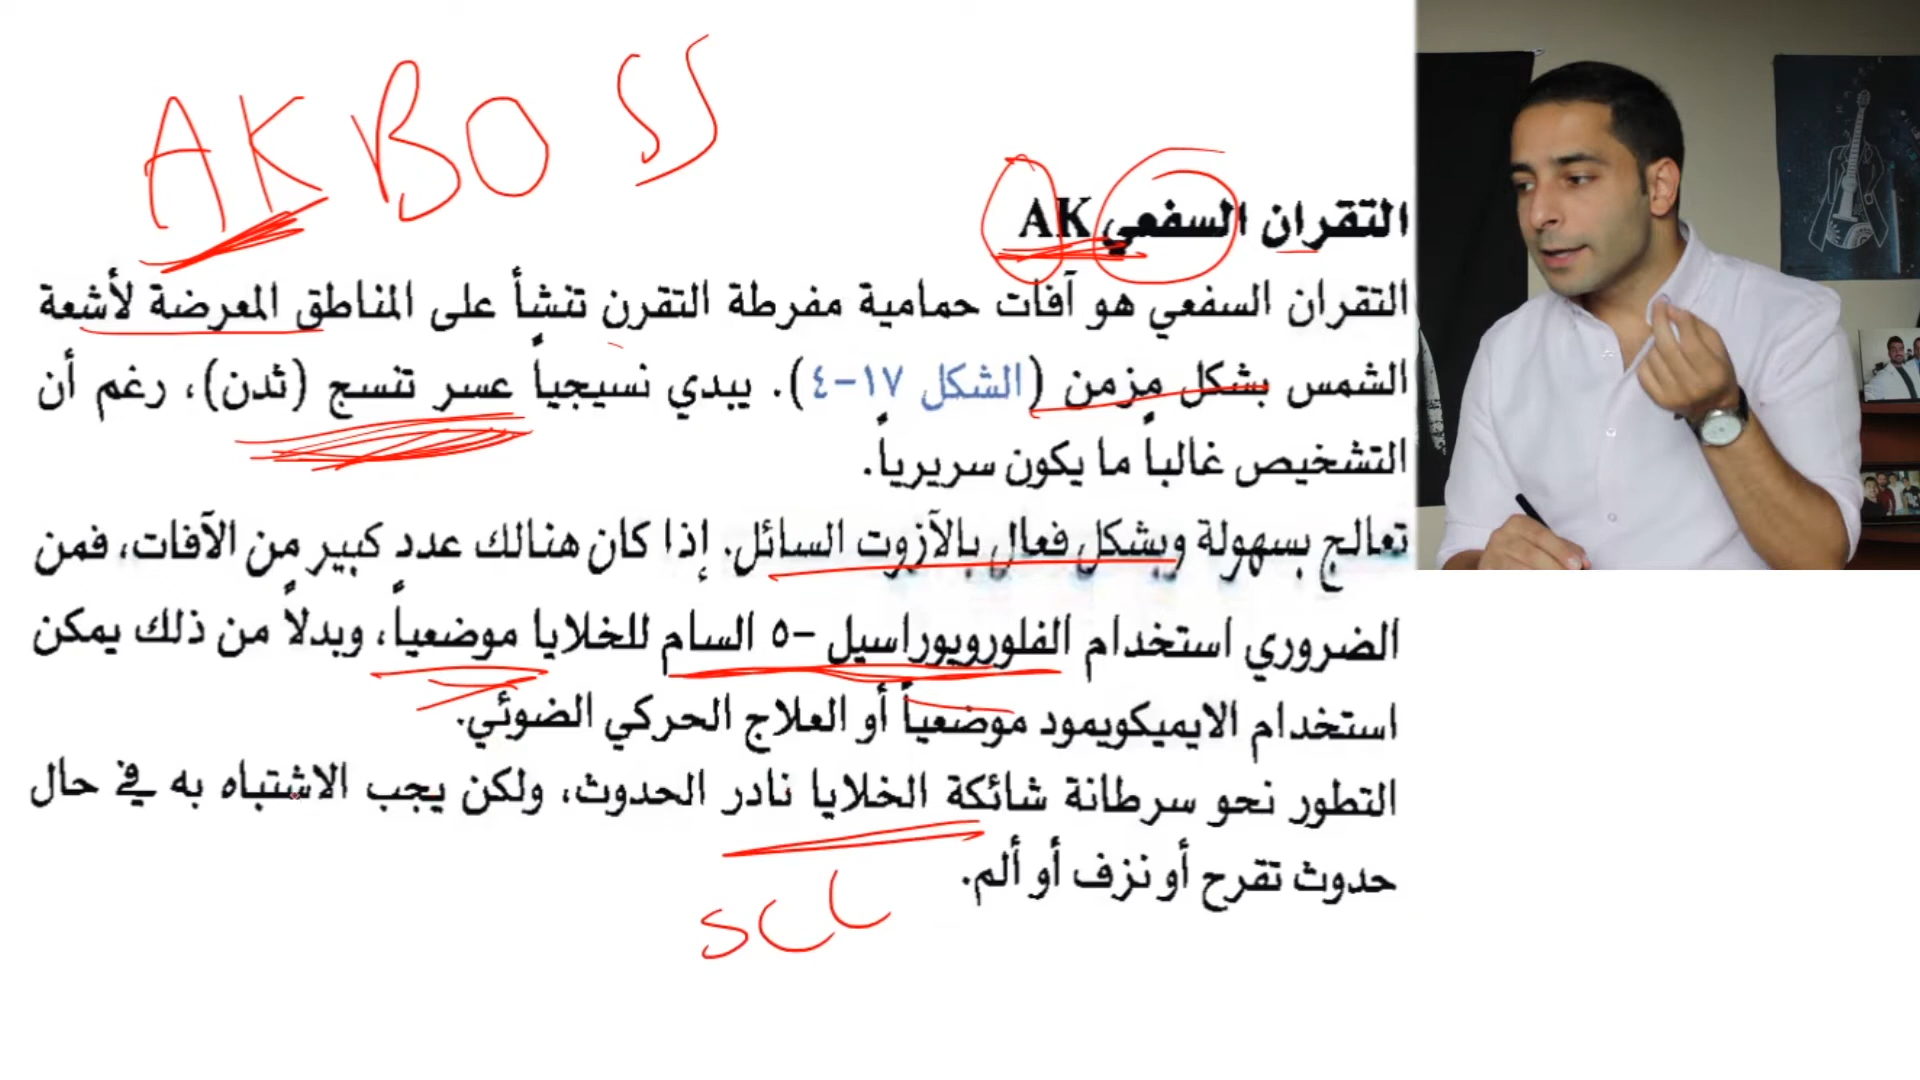 AK BOSS
التقران السفعي AK
التقران السفعي هو آفات حمامية مفرطة التقرن تنشأ على المناطق المعرضة لأشعة
الشمس بشكل مزمن (الشكل ١٧-٤). يبدي نسيجياً عسر تنسج (ثدن)، رغم أن
التشخيص غالباً ما يكون سريرياً.
تعالج بسهولة وبشكل فعال بالآزوت السائل. إذا كان هنالك عدد كبير من الآفات، فمن
الضروري استخدام الفلورويوراسيل -٥ السام للخلايا موضعياً، وبدلاً من ذلك يمكن
استخدام الايميكويمود موضعياً أو العلاج الحركي الضوئي.
التطور نحو سرطانة شائكة الخلايا نادر الحدوث، ولكن يجب الاشتباه به في حال
حدوث تقرح أو نزف أو ألم.
SCC